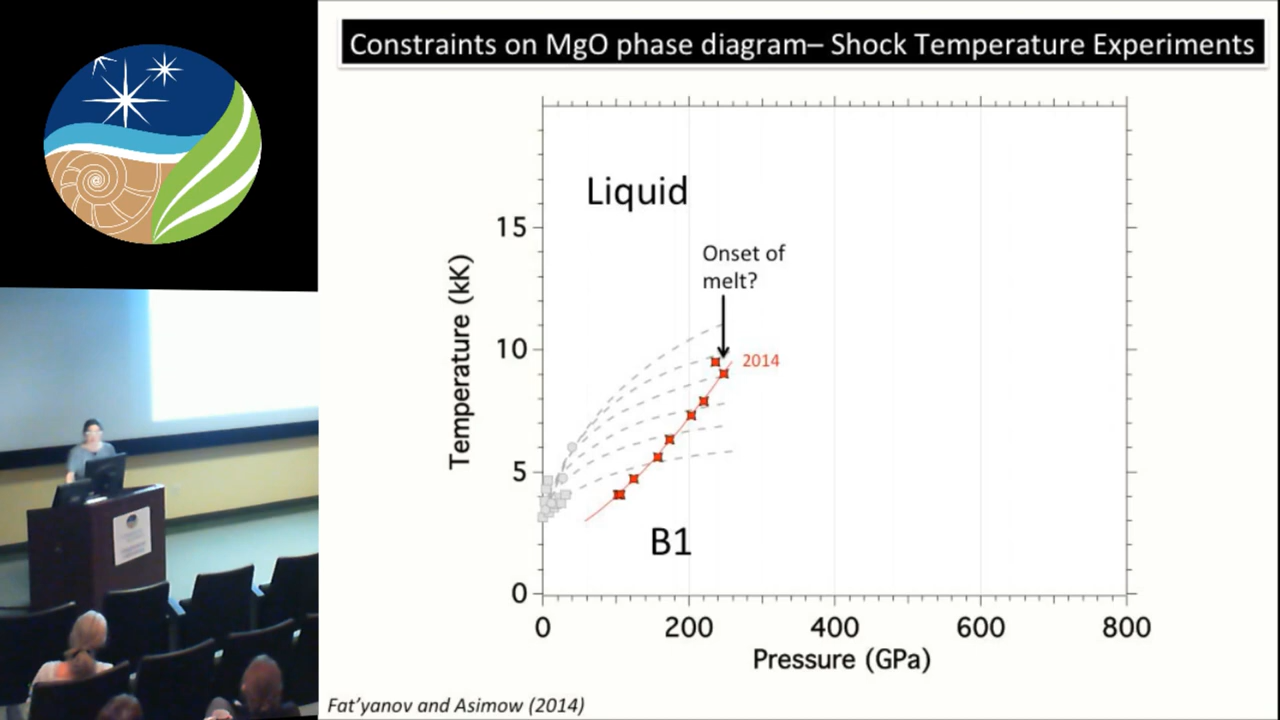 Constraints on MgO phase diagram– Shock Temperature Experiments
Liquid
Onset of
melt?
2014
B1
15
10
5
0
Temperature (kK)
0 200 400 600 800
Pressure (GPa)
Fat’yanov and Asimow (2014)